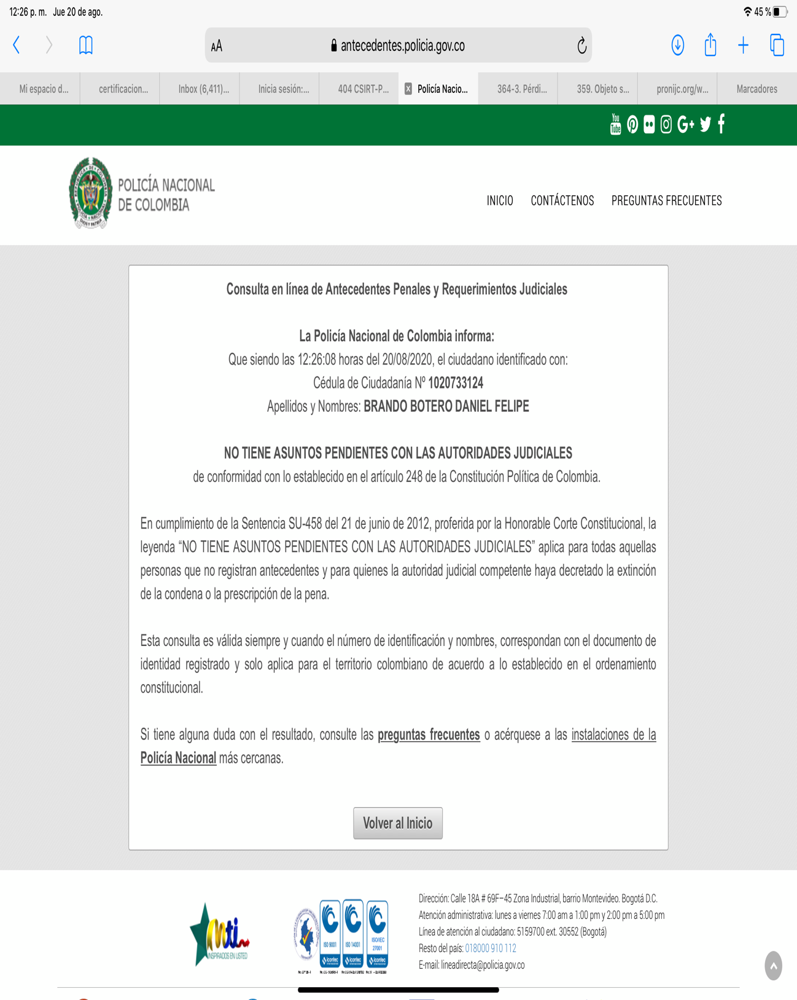 12:26 p. m. Jue 20 de ago. 45 %
AA antecedentes.policia.gov.co
Mi espacio d... certificacion... Inbox (6,411)... Inicia sesión:... 404 CSIRT-P... Policía Nacio... 364-3. Pérdi... 359. Objeto s... pronijc.org/w... Marcadores
You Tube G+
POLICÍA NACIONAL
DE COLOMBIA
INICIO CONTÁCTENOS PREGUNTAS FRECUENTES
Consulta en línea de Antecedentes Penales y Requerimientos Judiciales
La Policía Nacional de Colombia informa:
Que siendo las 12:26:08 horas del 20/08/2020, el ciudadano identificado con:
Cédula de Ciudadanía Nº 1020733124
Apellidos y Nombres: BRANDO BOTERO DANIEL FELIPE
NO TIENE ASUNTOS PENDIENTES CON LAS AUTORIDADES JUDICIALES
de conformidad con lo establecido en el artículo 248 de la Constitución Política de Colombia.
En cumplimiento de la Sentencia SU-458 del 21 de junio de 2012, proferida por la Honorable Corte Constitucional, la
leyenda “NO TIENE ASUNTOS PENDIENTES CON LAS AUTORIDADES JUDICIALES” aplica para todas aquellas
personas que no registran antecedentes y para quienes la autoridad judicial competente haya decretado la extinción
de la condena o la prescripción de la pena.
Esta consulta es válida siempre y cuando el número de identificación y nombres, correspondan con el documento de
identidad registrado y solo aplica para el territorio colombiano de acuerdo a lo establecido en el ordenamiento
constitucional.
Si tiene alguna duda con el resultado, consulte las preguntas frecuentes o acérquese a las instalaciones de la
Policía Nacional más cercanas.
Volver al Inicio
mti
INSPIRADOS EN USTED
ISO 9001 ISO 14001 ISO/IEC 27001
icontec icontec icontec
Dirección: Calle 18A # 69F–45 Zona Industrial, barrio Montevideo. Bogotá D.C.
Atención administrativa: lunes a viernes 7:00 am a 1:00 pm y 2:00 pm a 5:00 pm
Línea de atención al ciudadano: 5159700 ext. 30552 (Bogotá)
Resto del país: 018000 910 112
E-mail: lineadirecta@policia.gov.co